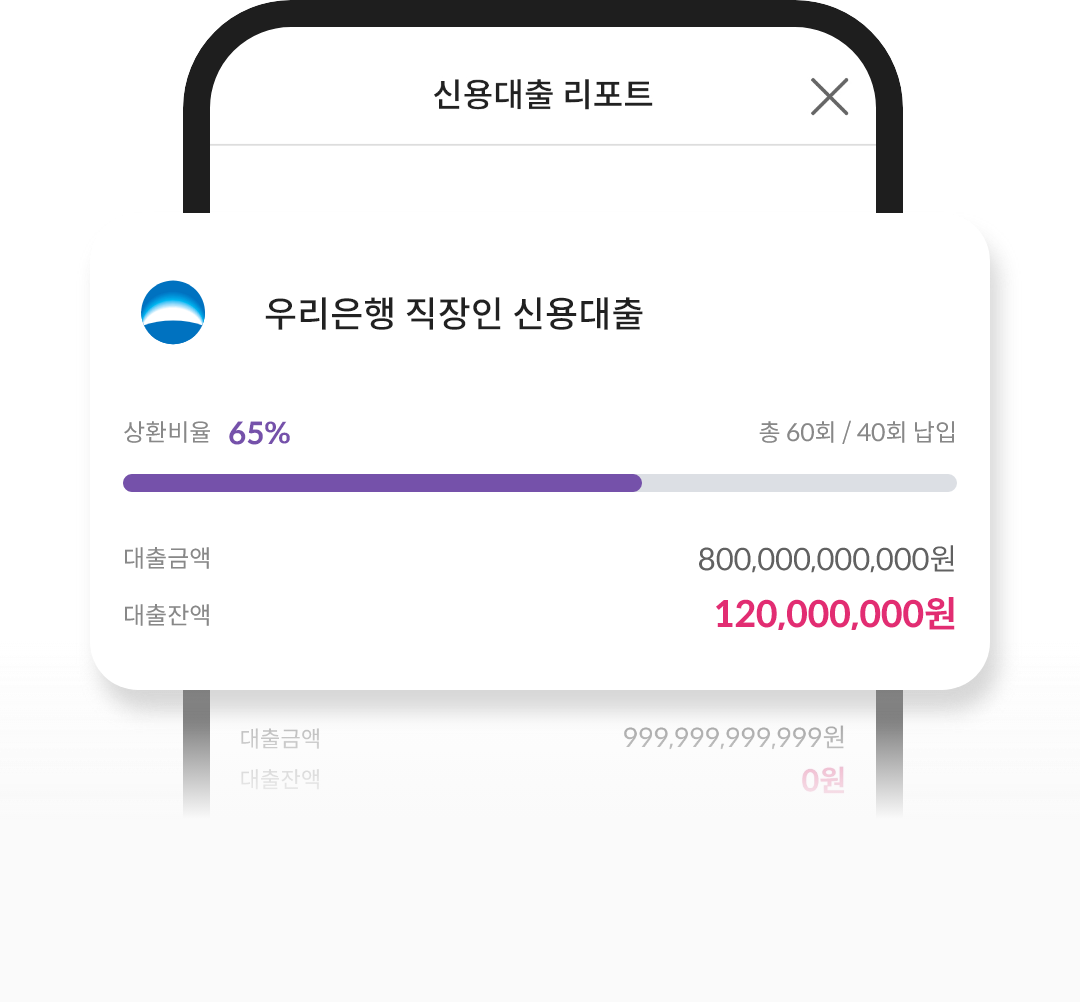 신용대출 리포트
우리은행 직장인 신용대출
상환비율 65% 총 60회 / 40회 납입
대출금액 800,000,000,000원
대출잔액 120,000,000원
대출금액 999,999,999,999원
대출잔액 0원